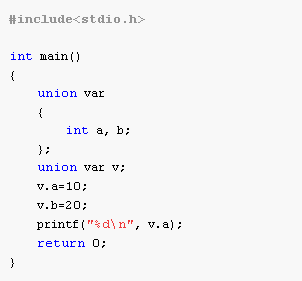 #include<stdio.h>
int main()
{
    union var
    {
        int a, b;
    };
    union var v;
    v.a=10;
    v.b=20;
    printf("%d\n", v.a);
    return 0;
}